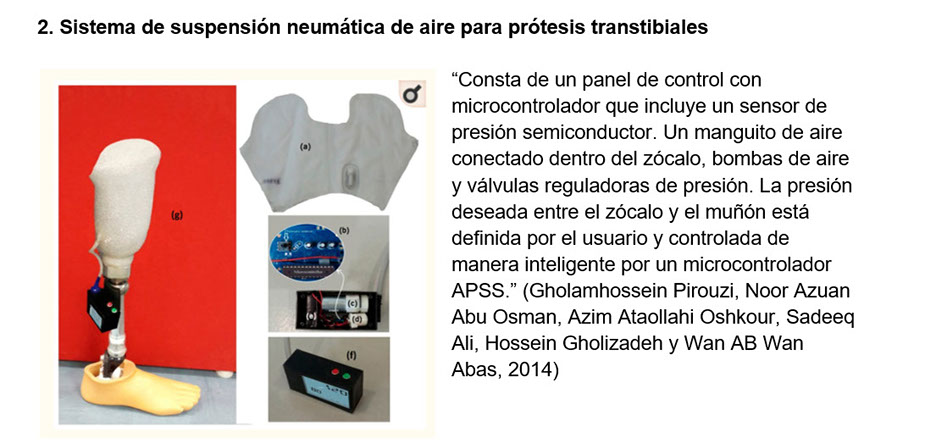 2. Sistema de suspensión neumática de aire para prótesis transtibiales
(a)
(g)
(b)
(c)
(d)
(f)
“Consta de un panel de control con
microcontrolador que incluye un sensor de
presión semiconductor. Un manguito de aire
conectado dentro del zócalo, bombas de aire
y válvulas reguladoras de presión. La presión
deseada entre el zócalo y el muñón está
definida por el usuario y controlada de
manera inteligente por un microcontrolador
APSS.” (Gholamhossein Pirouzi, Noor Azuan
Abu Osman, Azim Ataollahi Oshkour, Sadeeq
Ali, Hossein Gholizadeh y Wan AB Wan
Abas, 2014)